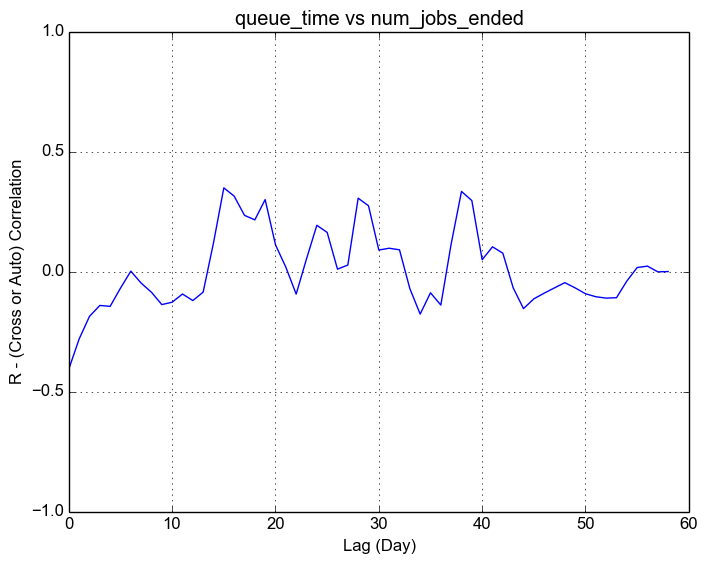 queue_time vs num_jobs_ended
1.0
0.5
0.0
−0.5
−1.0
R - (Cross or Auto) Correlation
0 10 20 30 40 50 60
Lag (Day)